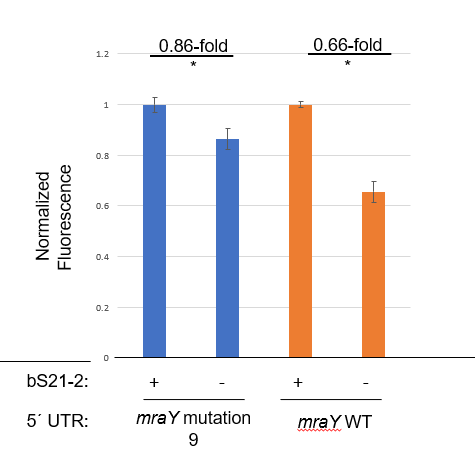 0.86-fold 0.66-fold
* *
1.2
1
0.8
0.6
0.4
0.2
0
Normalized
Fluorescence
bS21-2: + - + -
5´ UTR: mraY mutation 9 mraY WT